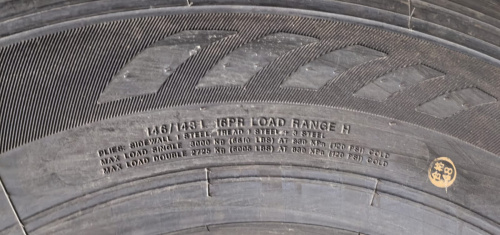 146/143 L 16PR LOAD RANGE H
PLIES: SIDEWALL 1 STEEL TREAD 1 STEEL + 3 STEEL
MAX LOAD SINGLE 3000 KG (6610 LBS) AT 830 KPa (120 PSI) COLD
MAX LOAD DOUBLE 2725 KG (6005 LBS) AT 830 KPa (120 PSI) COLD